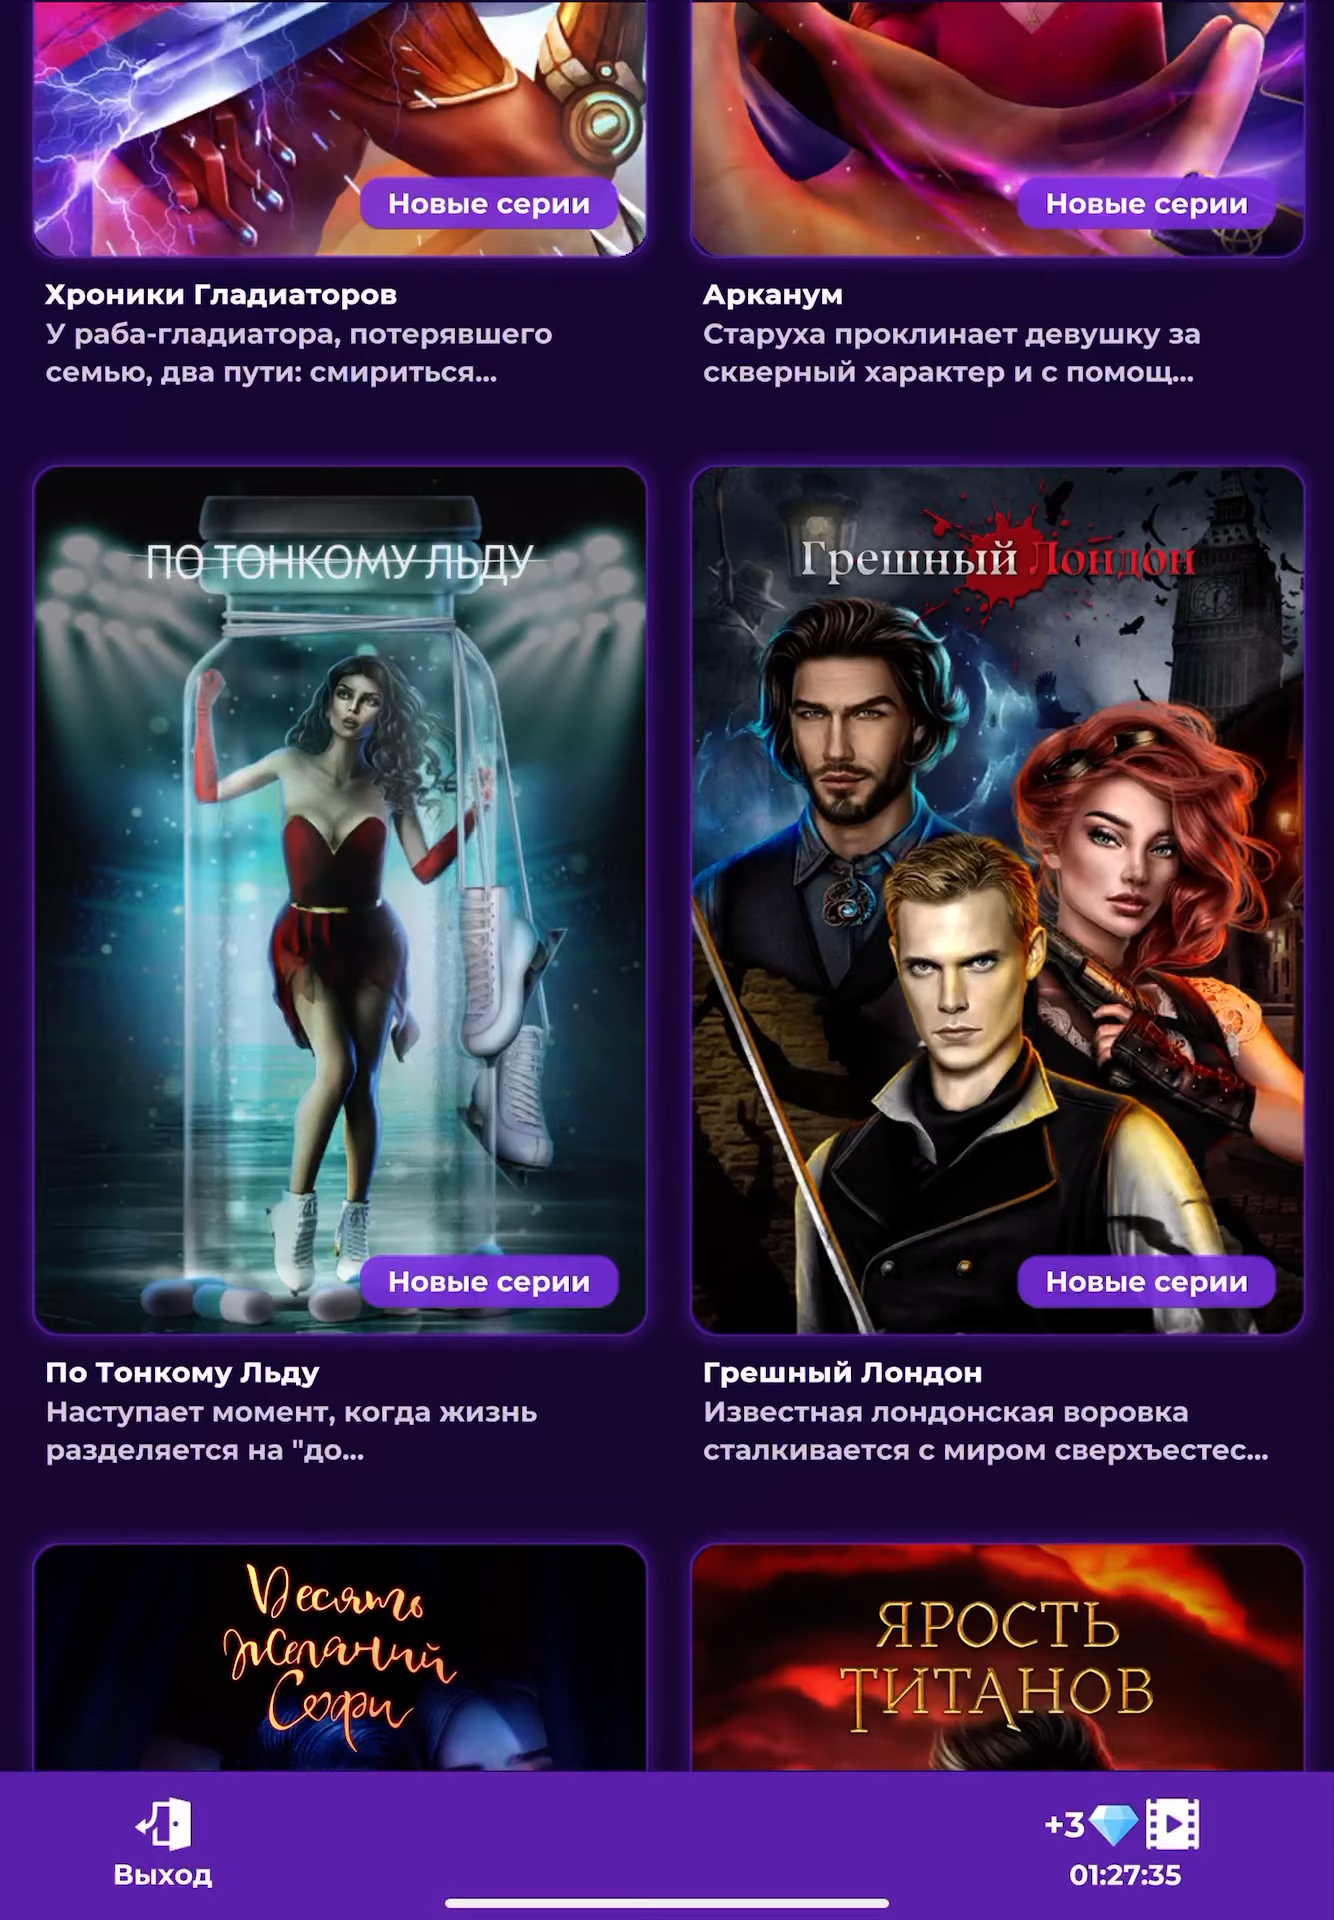 Новые серии
Новые серии
Хроники Гладиаторов
У раба-гладиатора, потерявшего
семью, два пути: смириться...
Арканум
Старуха проклинает девушку за
скверный характер и с помощ...
ПО ТОНКОМУ ЛЬДУ
Новые серии
Грешный Лондон
Новые серии
По Тонкому Льду
Наступает момент, когда жизнь
разделяется на "до...
Грешный Лондон
Известная лондонская воровка
сталкивается с миром сверхъестес...
Десять
Желаний
Софи
ЯРОСТЬ
ТИТАНОВ
Выход
+3
01:27:35